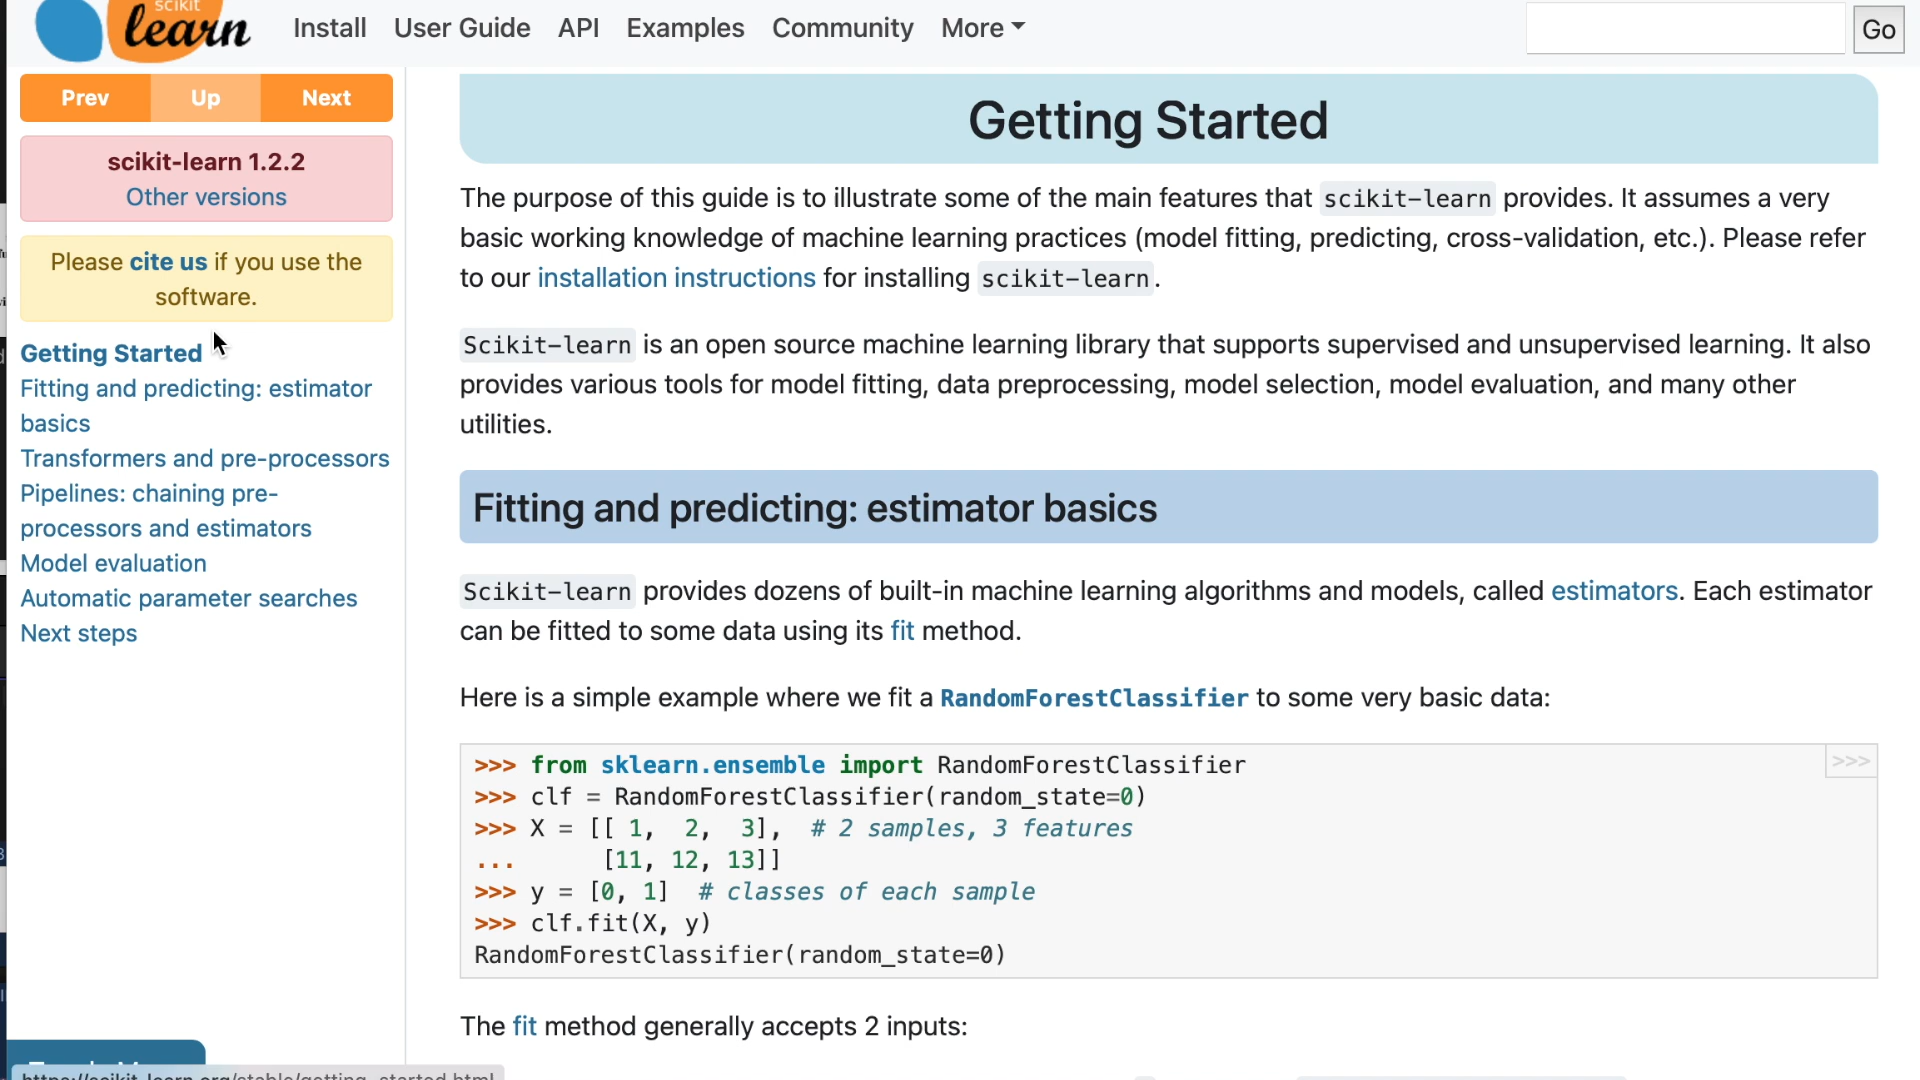 scikit
learn
Install User Guide API Examples Community More
Go
Prev Up Next
scikit-learn 1.2.2
Other versions
Please cite us if you use the
software.
Getting Started
Fitting and predicting: estimator
basics
Transformers and pre-processors
Pipelines: chaining pre-
processors and estimators
Model evaluation
Automatic parameter searches
Next steps
Getting Started
The purpose of this guide is to illustrate some of the main features that scikit-learn provides. It assumes a very
basic working knowledge of machine learning practices (model fitting, predicting, cross-validation, etc.). Please refer
to our installation instructions for installing scikit-learn.
Scikit-learn is an open source machine learning library that supports supervised and unsupervised learning. It also
provides various tools for model fitting, data preprocessing, model selection, model evaluation, and many other
utilities.
Fitting and predicting: estimator basics
Scikit-learn provides dozens of built-in machine learning algorithms and models, called estimators. Each estimator
can be fitted to some data using its fit method.
Here is a simple example where we fit a RandomForestClassifier to some very basic data:
>>>
>>> from sklearn.ensemble import RandomForestClassifier
>>> clf = RandomForestClassifier(random_state=0)
>>> X = [[ 1,  2,  3],  # 2 samples, 3 features
...      [11, 12, 13]]
>>> y = [0, 1]  # classes of each sample
>>> clf.fit(X, y)
RandomForestClassifier(random_state=0)
The fit method generally accepts 2 inputs:
https://scikit-learn.org/stable/getting_started.html